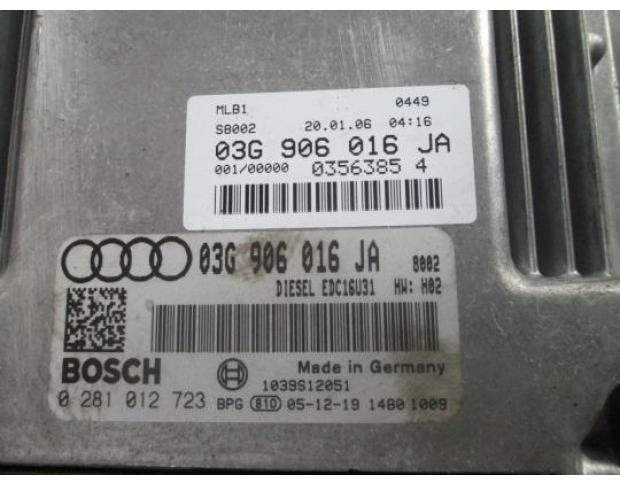 MLB1 0449
SB002 20.01.06 04:16
03G 906 016 JA
001/00000 0356385 4
03G 906 016 JA 8002
DIESEL EDC16U31 HW: H02
BOSCH Made in Germany
1039S12051
0 281 012 723 BPG 810 05-12-19 1480 1009